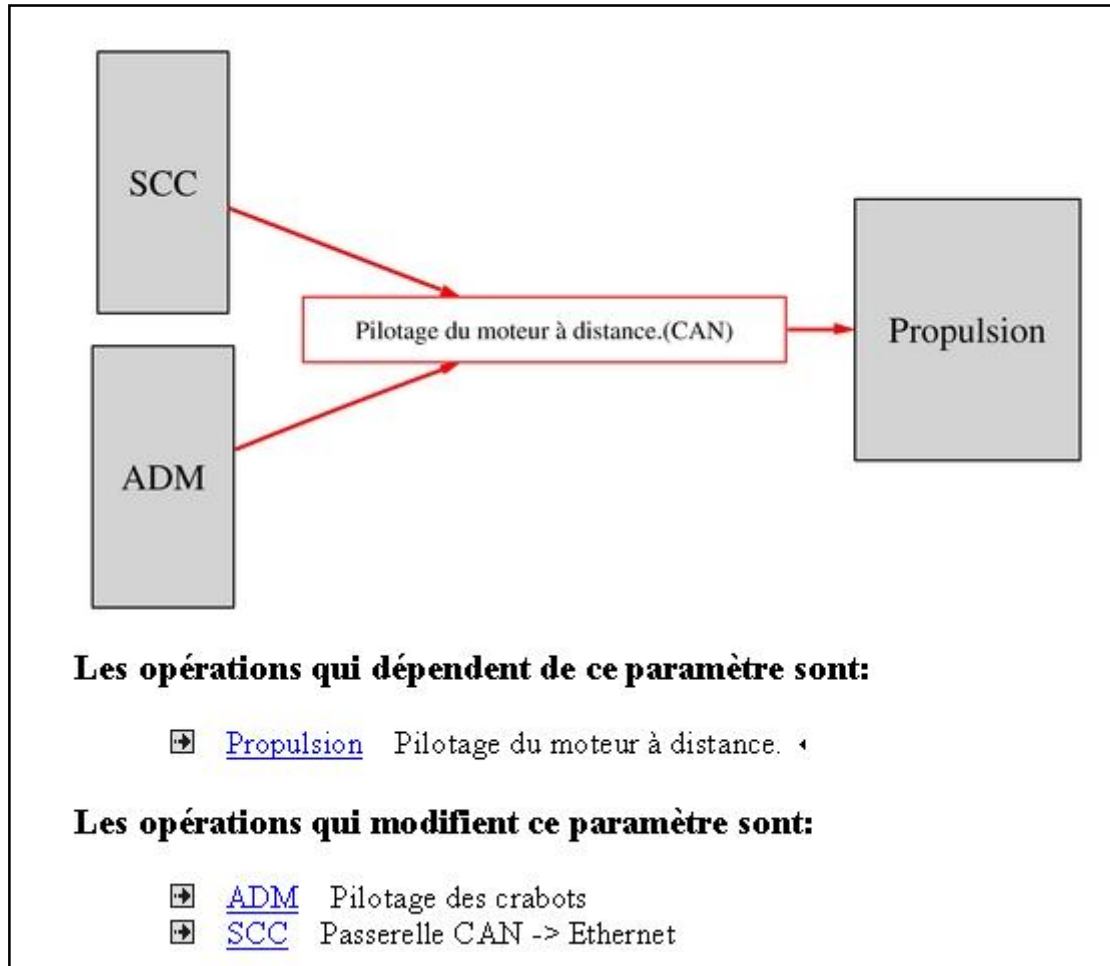 SCC
Pilotage du moteur à distance.(CAN)
Propulsion
ADM
Les opérations qui dépendent de ce paramètre sont:
Propulsion Pilotage du moteur à distance.
Les opérations qui modifient ce paramètre sont:
ADM Pilotage des crabots
SCC Passerelle CAN -> Ethernet